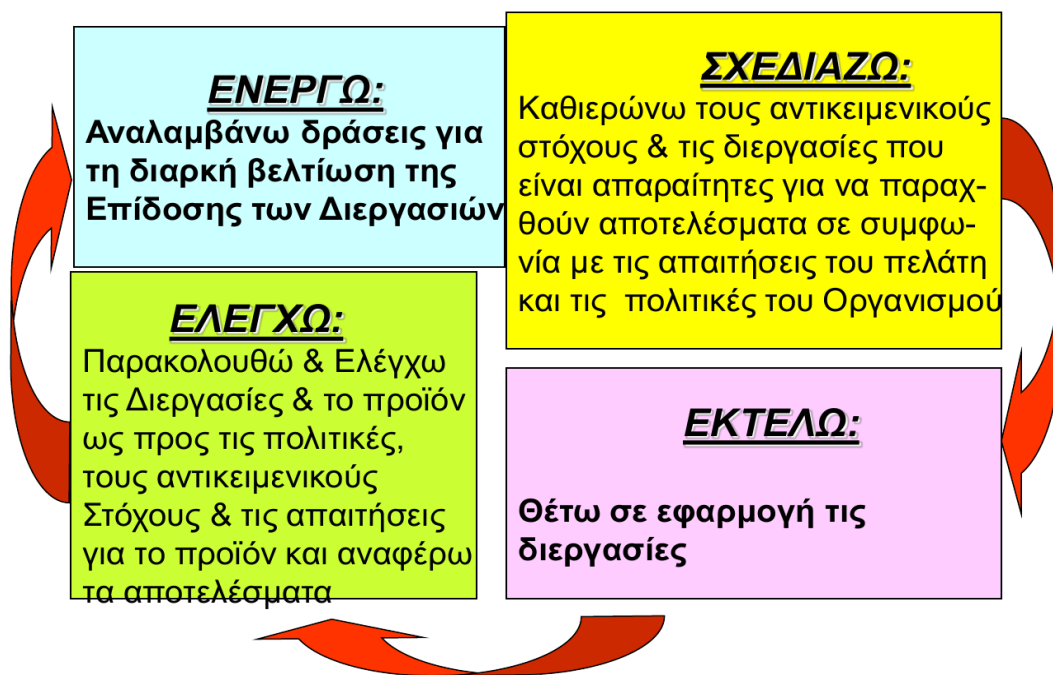 ΕΝΕΡΓΩ:
Αναλαμβάνω δράσεις για
τη διαρκή βελτίωση της
Επίδοσης των Διεργασιών
ΣΧΕΔΙΑΖΩ:
Καθιερώνω τους αντικειμενικούς
στόχους & τις διεργασίες που
είναι απαραίτητες για να παραχ-
θούν αποτελέσματα σε συμφω-
νία με τις απαιτήσεις του πελάτη
και τις πολιτικές του Οργανισμού
ΕΛΕΓΧΩ:
Παρακολουθώ & Ελέγχω
τις Διεργασίες & το προϊόν
ως προς τις πολιτικές,
τους αντικειμενικούς
Στόχους & τις απαιτήσεις
για το προϊόν και αναφέρω
τα αποτελέσματα
ΕΚΤΕΛΩ:
Θέτω σε εφαρμογή τις
διεργασίες